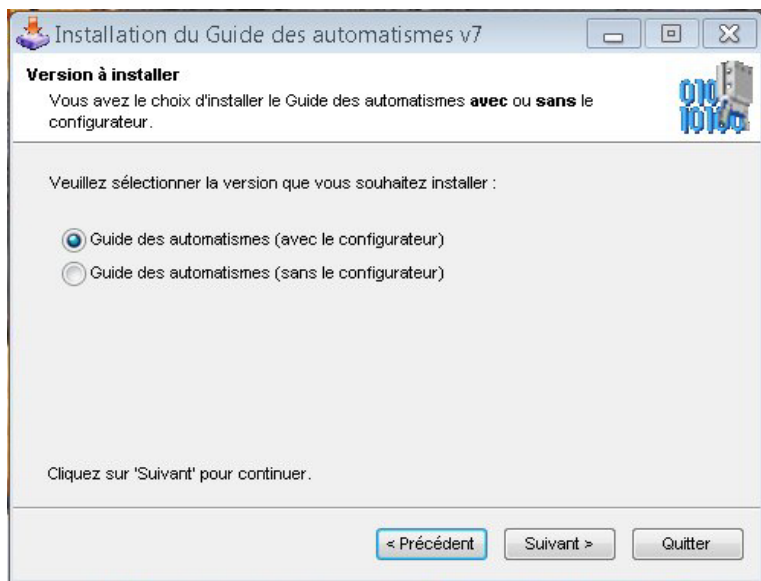 Installation du Guide des automatismes v7
Version à installer
Vous avez le choix d'installer le Guide des automatismes avec ou sans le
configurateur.
010
10100
Veuillez sélectionner la version que vous souhaitez installer :
Guide des automatismes (avec le configurateur)
Guide des automatismes (sans le configurateur)
Cliquez sur 'Suivant' pour continuer.
< Précédent
Suivant >
Quitter